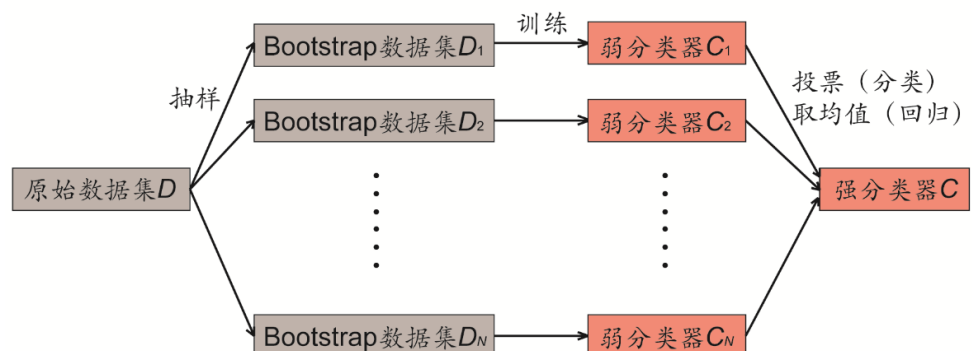 Bootstrap数据集D₁
训练
弱分类器C₁
抽样
投票（分类）
取均值（回归）
Bootstrap数据集D₂
弱分类器C₂
原始数据集D
强分类器C
Bootstrap数据集Dₙ
弱分类器Cₙ